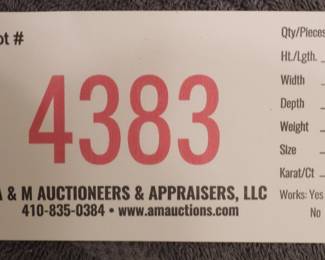 ot #
4383
A & M AUCTIONEERS & APPRAISERS, LLC
410-835-0384 • www.amauctions.com
Qty/Pieces
Ht./Lgth.
Width
Depth
Weight
Size
Karat/Ct
Works: Yes
No